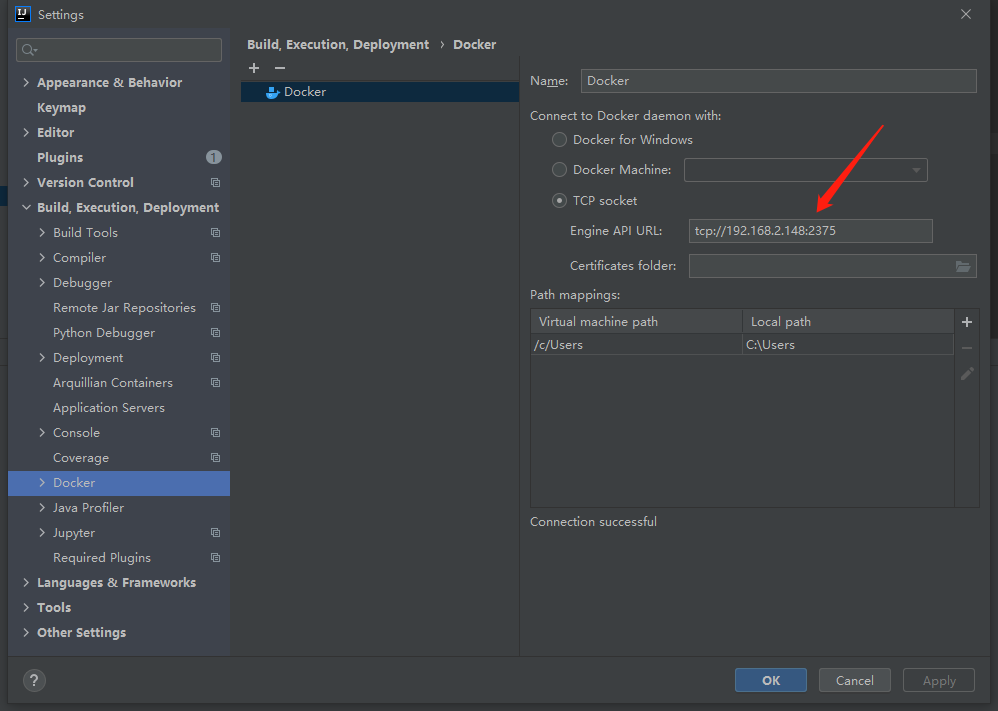 Settings
Appearance & Behavior
Keymap
Editor
Plugins 1
Version Control
Build, Execution, Deployment
Build Tools
Compiler
Debugger
Remote Jar Repositories
Python Debugger
Deployment
Arquillian Containers
Application Servers
Console
Coverage
Docker
Java Profiler
Jupyter
Required Plugins
Languages & Frameworks
Tools
Other Settings
Build, Execution, Deployment › Docker
Docker
Name: Docker
Connect to Docker daemon with:
Docker for Windows
Docker Machine:
TCP socket
Engine API URL: tcp://192.168.2.148:2375
Certificates folder:
Path mappings:
Virtual machine path Local path
/c/Users C:\Users
Connection successful
? OK Cancel Apply